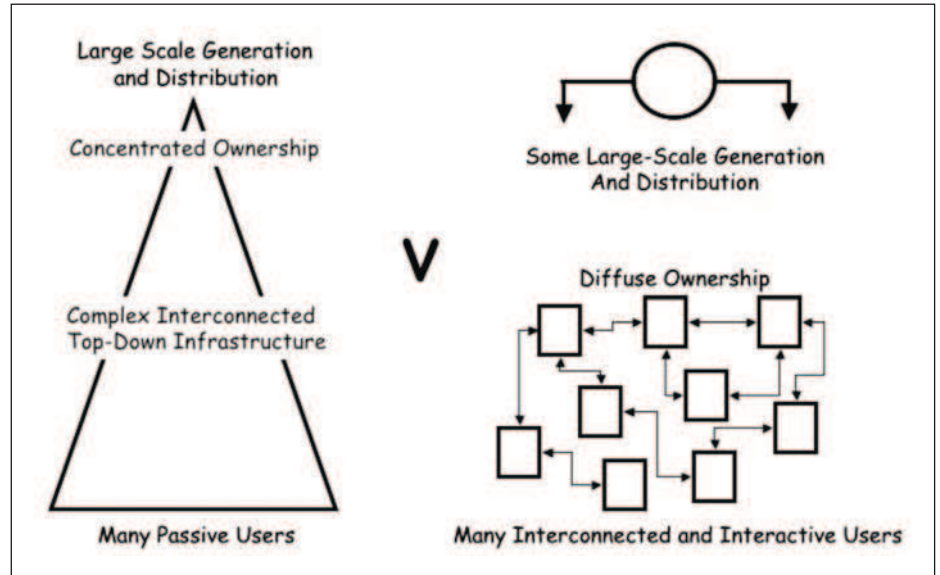 Large Scale Generation
and Distribution
Concentrated Ownership
Complex Interconnected
Top-Down Infrastructure
Many Passive Users
V
Some Large-Scale Generation
And Distribution
Diffuse Ownership
Many Interconnected and Interactive Users